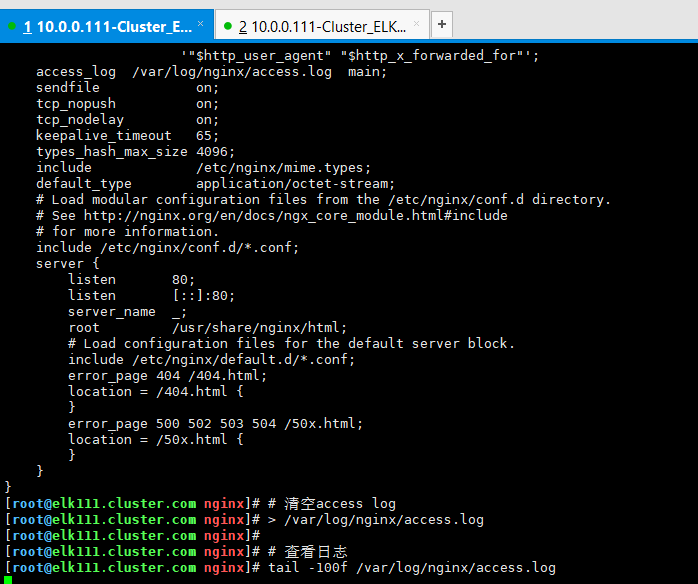 1 10.0.0.111-Cluster_E... × 2 10.0.0.111-Cluster_ELK... × +
'"$http_user_agent" "$http_x_forwarded_for"';
access_log  /var/log/nginx/access.log  main;
sendfile            on;
tcp_nopush          on;
tcp_nodelay         on;
keepalive_timeout   65;
types_hash_max_size 4096;
include             /etc/nginx/mime.types;
default_type        application/octet-stream;
# Load modular configuration files from the /etc/nginx/conf.d directory.
# See http://nginx.org/en/docs/ngx_core_module.html#include
# for more information.
include /etc/nginx/conf.d/*.conf;
server {
listen       80;
listen       [::]:80;
server_name  _;
root         /usr/share/nginx/html;
# Load configuration files for the default server block.
include /etc/nginx/default.d/*.conf;
error_page 404 /404.html;
location = /404.html {
}
error_page 500 502 503 504 /50x.html;
location = /50x.html {
}
}
}
[root@elk111.cluster.com nginx]# # 清空access log
[root@elk111.cluster.com nginx]# > /var/log/nginx/access.log
[root@elk111.cluster.com nginx]#
[root@elk111.cluster.com nginx]# # 查看日志
[root@elk111.cluster.com nginx]# tail -100f /var/log/nginx/access.log